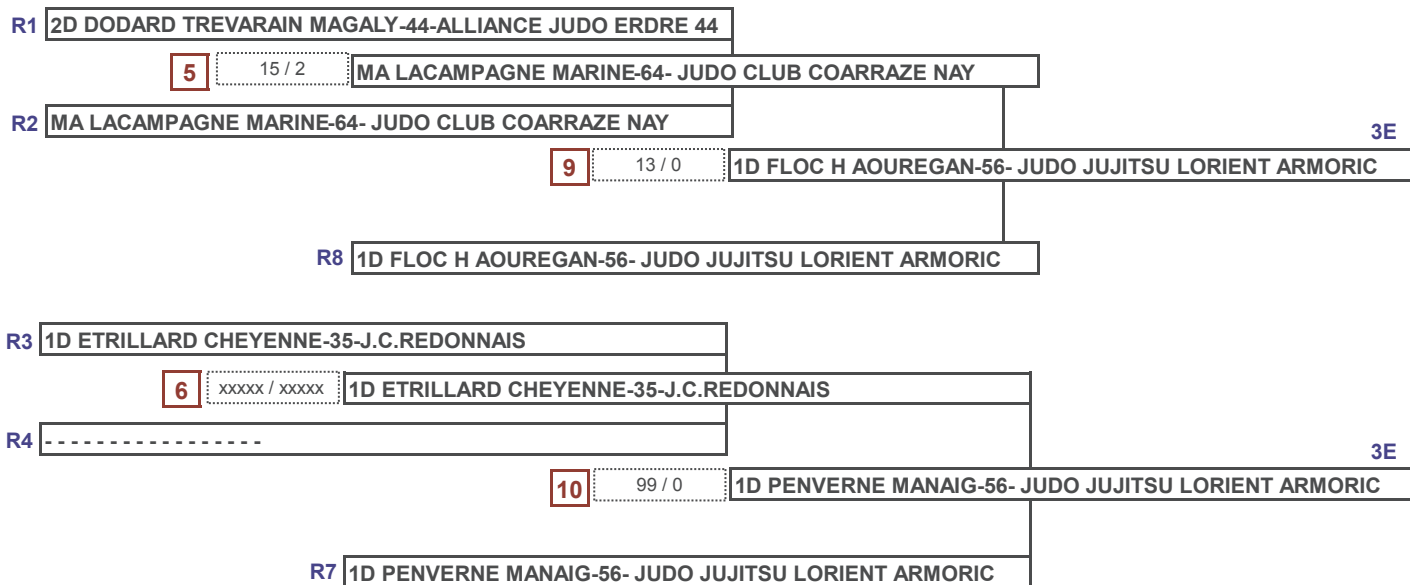 R1 2D DODARD TREVARAIN MAGALY-44-ALLIANCE JUDO ERDRE 44
5 15 / 2 MA LACAMPAGNE MARINE-64- JUDO CLUB COARRAZE NAY
R2 MA LACAMPAGNE MARINE-64- JUDO CLUB COARRAZE NAY
3E
9 13 / 0 1D FLOC H AOUREGAN-56- JUDO JUJITSU LORIENT ARMORIC
R8 1D FLOC H AOUREGAN-56- JUDO JUJITSU LORIENT ARMORIC
R3 1D ETRILLARD CHEYENNE-35-J.C.REDONNAIS
6 xxxxx / xxxxx 1D ETRILLARD CHEYENNE-35-J.C.REDONNAIS
R4 - - - - - - - - - - - - - - - - -
3E
10 99 / 0 1D PENVERNE MANAIG-56- JUDO JUJITSU LORIENT ARMORIC
R7 1D PENVERNE MANAIG-56- JUDO JUJITSU LORIENT ARMORIC